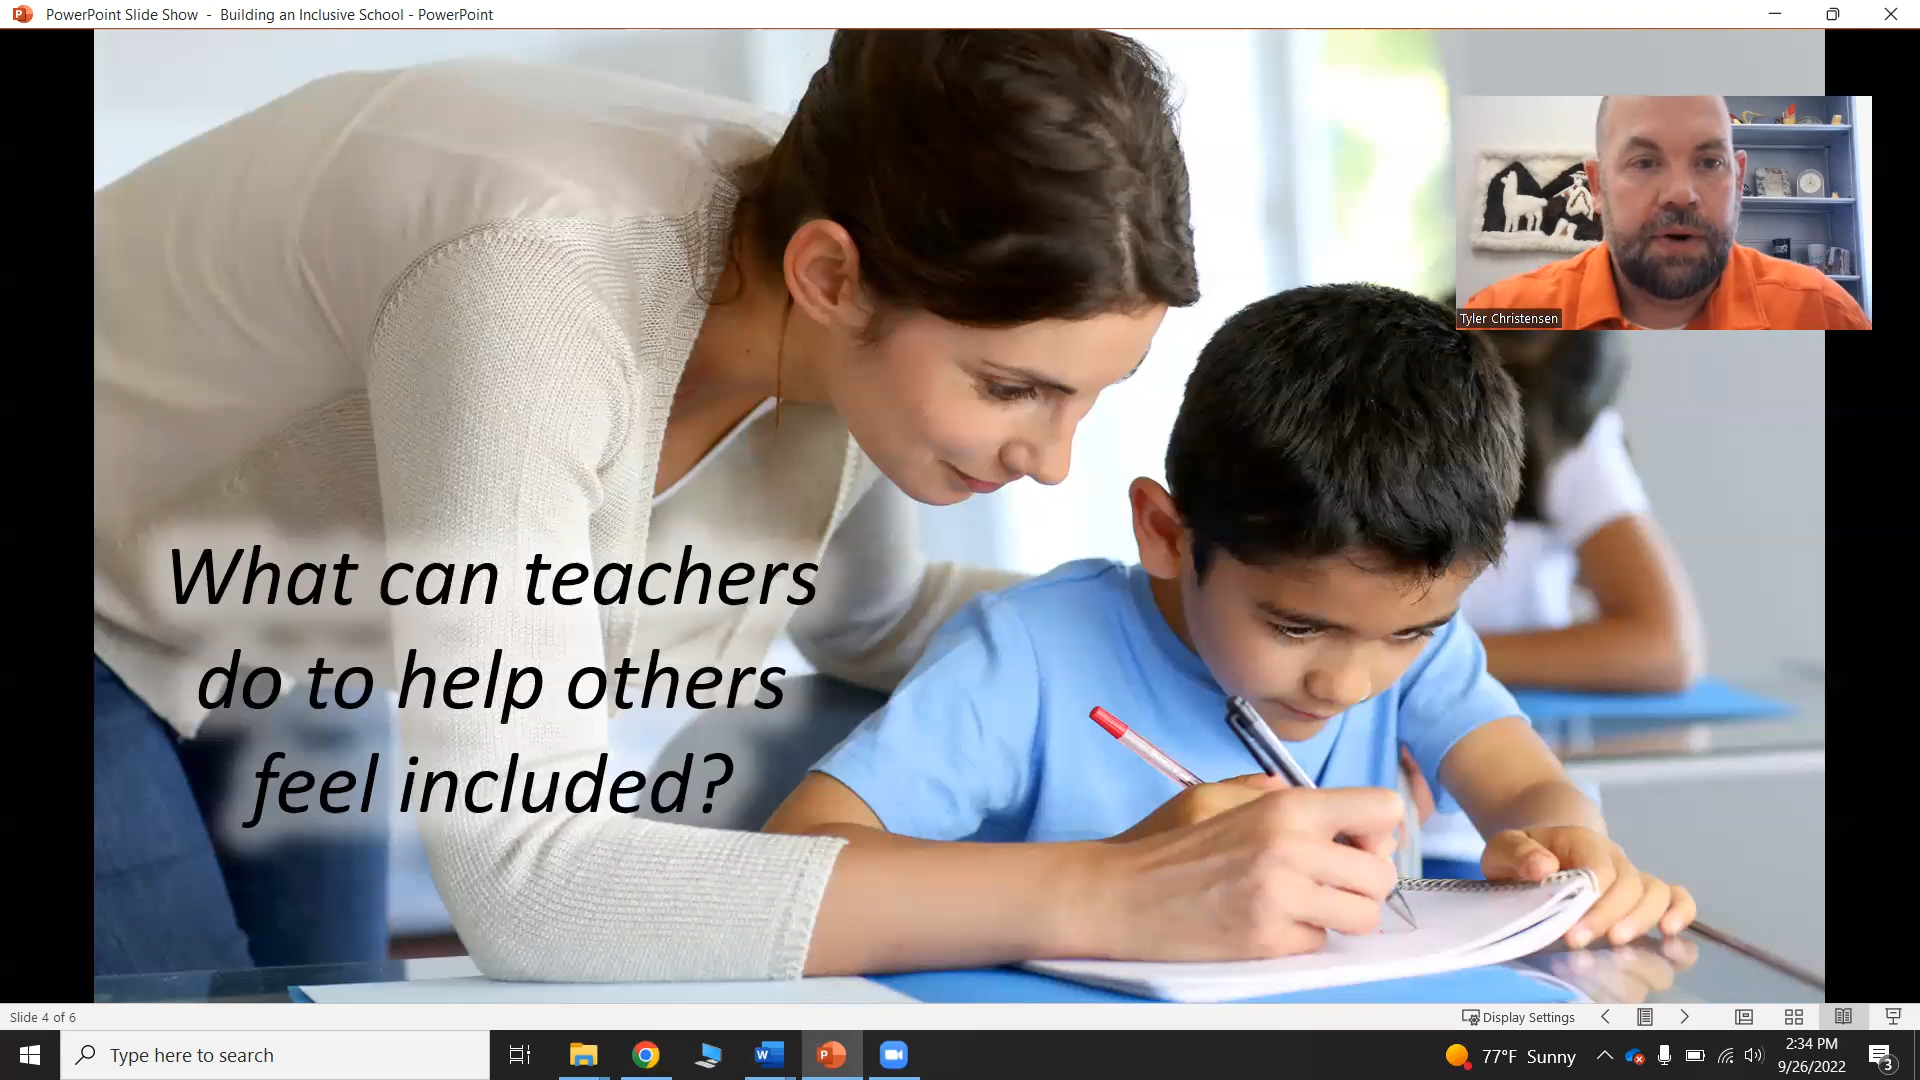 PowerPoint Slide Show - Building an Inclusive School - PowerPoint
Tyler Christensen
What can teachers
do to help others
feel included?
Slide 4 of 6
Display Settings
Type here to search
77°F Sunny
2:34 PM
9/26/2022
3